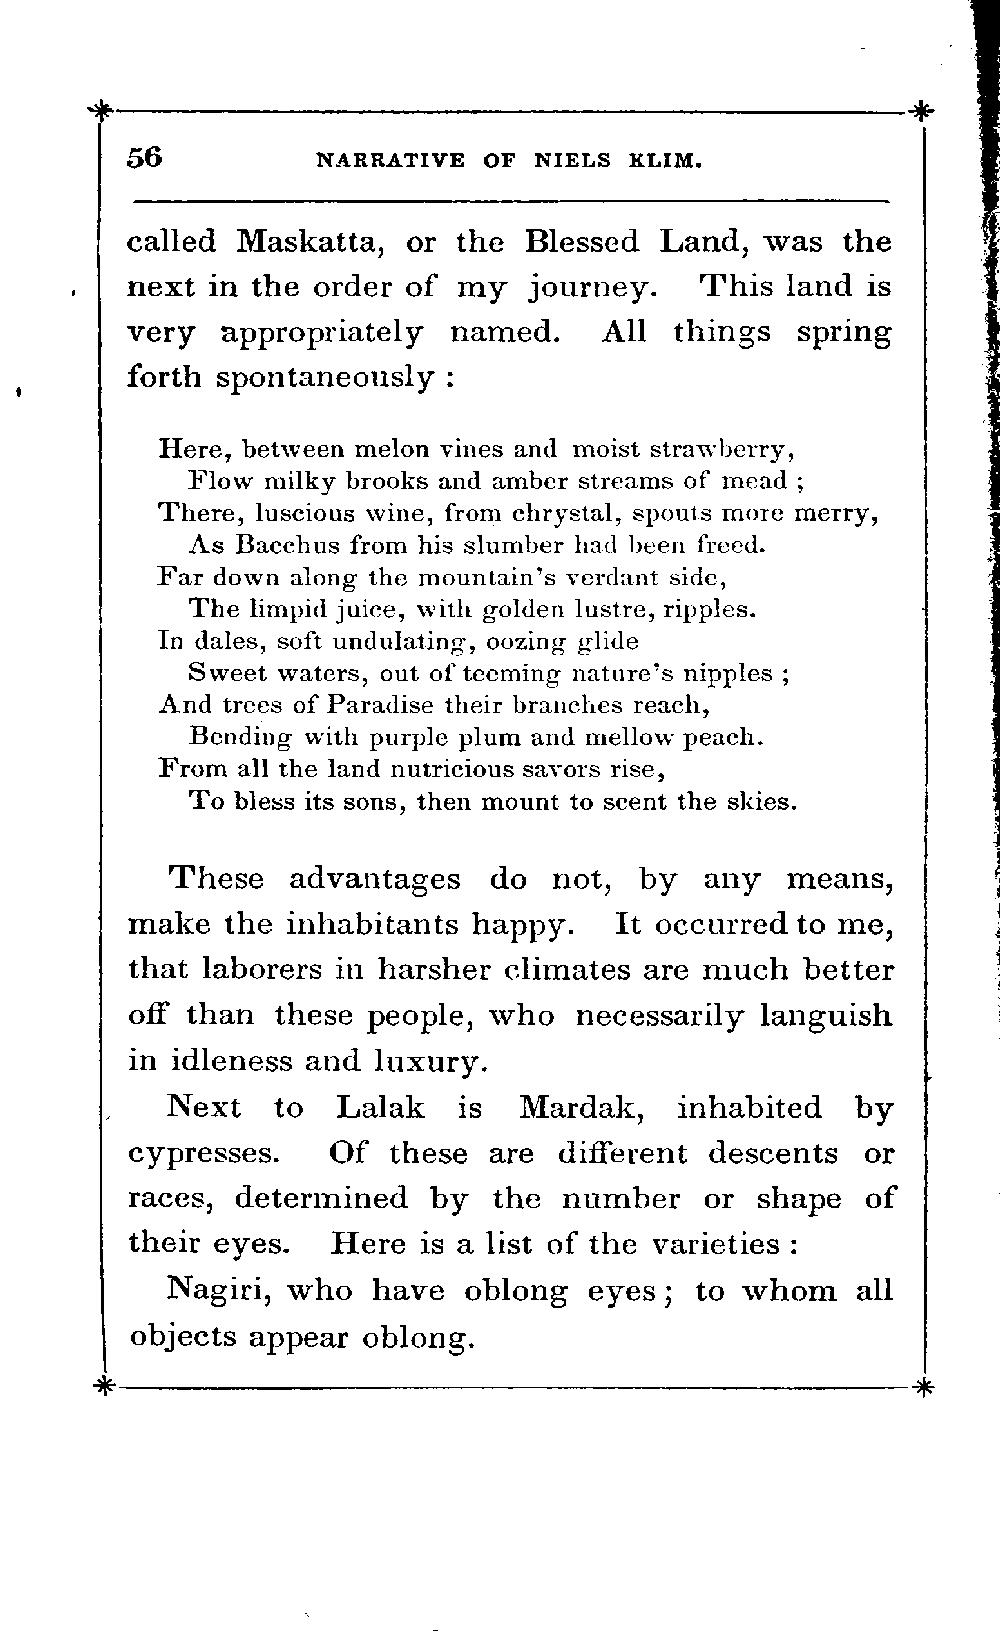 56 NARRATIVE OF NIELS KLIM.
called Maskatta, or the Blessed Land, was the
next in the order of my journey. This land is
very appropriately named. All things spring
forth spontaneously :
Here, between melon vines and moist strawberry,
Flow milky brooks and amber streams of mead ;
There, luscious wine, from chrystal, spouts more merry,
As Bacchus from his slumber had been freed.
Far down along the mountain's verdant side,
The limpid juice, with golden lustre, ripples.
In dales, soft undulating, oozing glide
Sweet waters, out of teeming nature's nipples ;
And trees of Paradise their branches reach,
Bending with purple plum and mellow peach.
From all the land nutricious savors rise,
To bless its sons, then mount to scent the skies.
These advantages do not, by any means,
make the inhabitants happy. It occurred to me,
that laborers in harsher climates are much better
off than these people, who necessarily languish
in idleness and luxury.
Next to Lalak is Mardak, inhabited by
cypresses. Of these are different descents or
races, determined by the number or shape of
their eyes. Here is a list of the varieties :
Nagiri, who have oblong eyes ; to whom all
objects appear oblong.